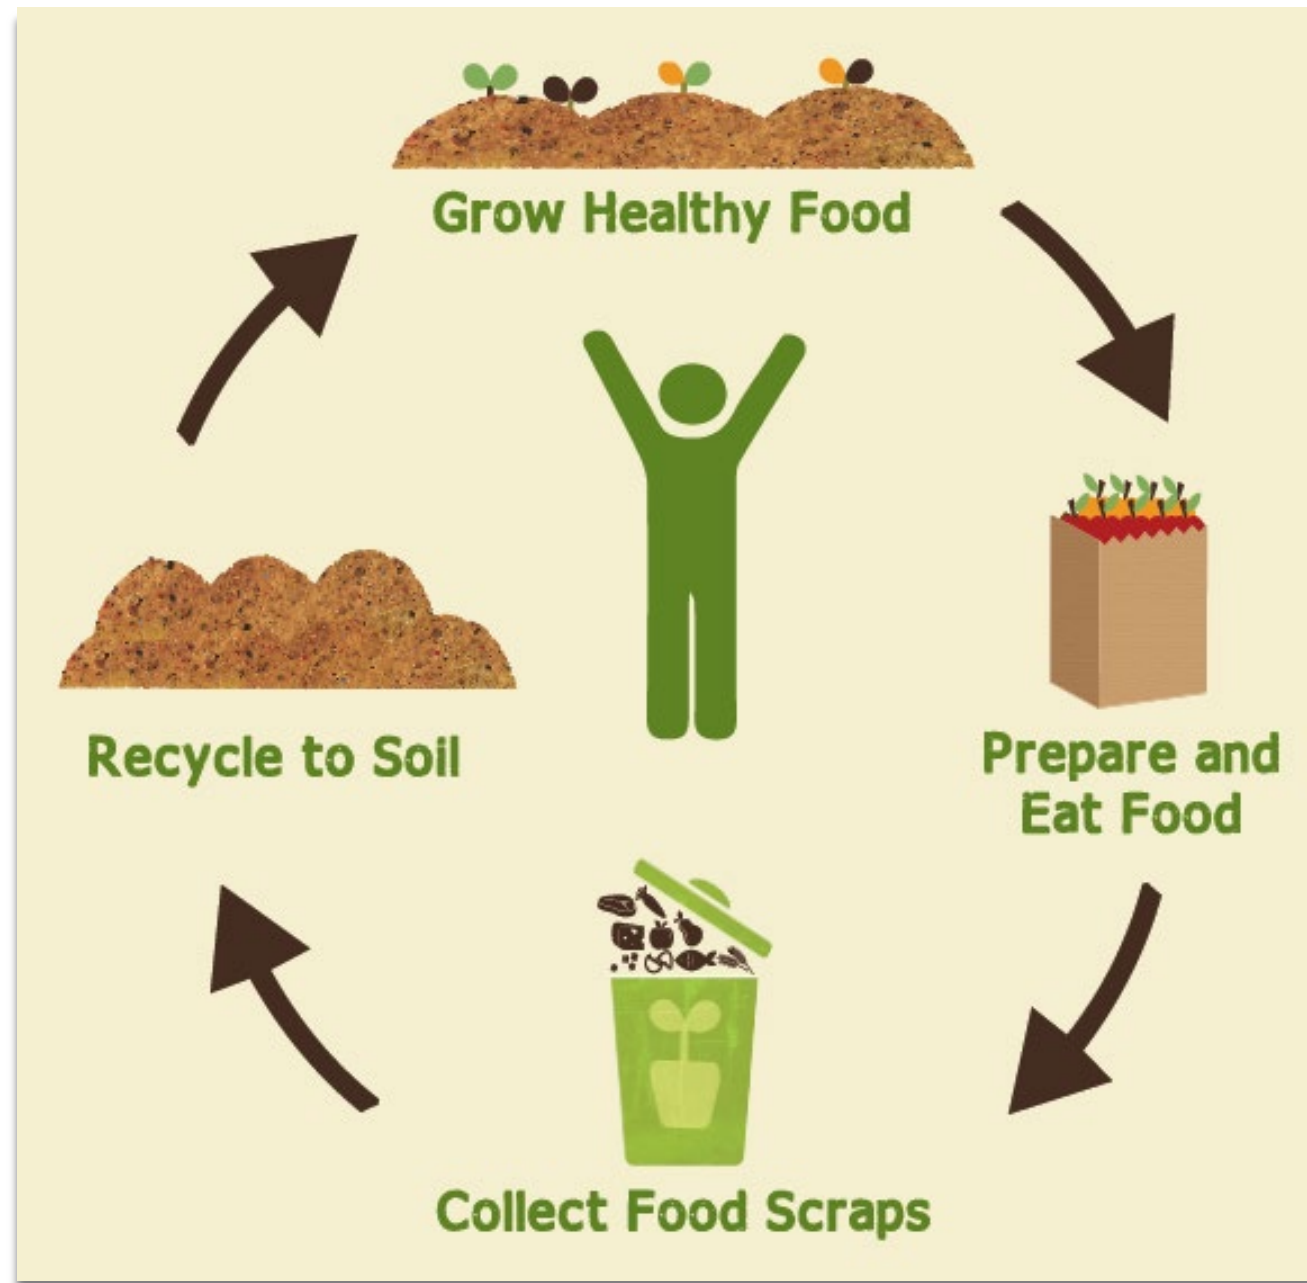 Grow Healthy Food
Prepare and
Eat Food
Collect Food Scraps
Recycle to Soil